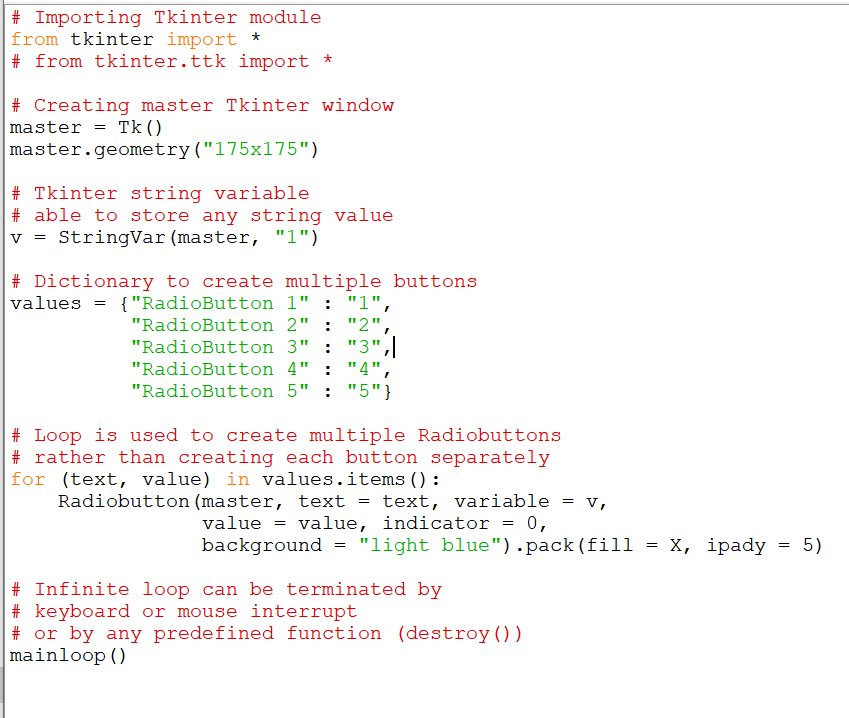 # Importing Tkinter module
from tkinter import *
# from tkinter.ttk import *
# Creating master Tkinter window
master = Tk()
master.geometry("175x175")
# Tkinter string variable
# able to store any string value
v = StringVar(master, "1")
# Dictionary to create multiple buttons
values = {"RadioButton 1" : "1",
"RadioButton 2" : "2",
"RadioButton 3" : "3",
"RadioButton 4" : "4",
"RadioButton 5" : "5"}
# Loop is used to create multiple Radiobuttons
# rather than creating each button separately
for (text, value) in values.items():
Radiobutton(master, text = text, variable = v,
value = value, indicator = 0,
background = "light blue").pack(fill = X, ipady = 5)
# Infinite loop can be terminated by
# keyboard or mouse interrupt
# or by any predefined function (destroy())
mainloop()